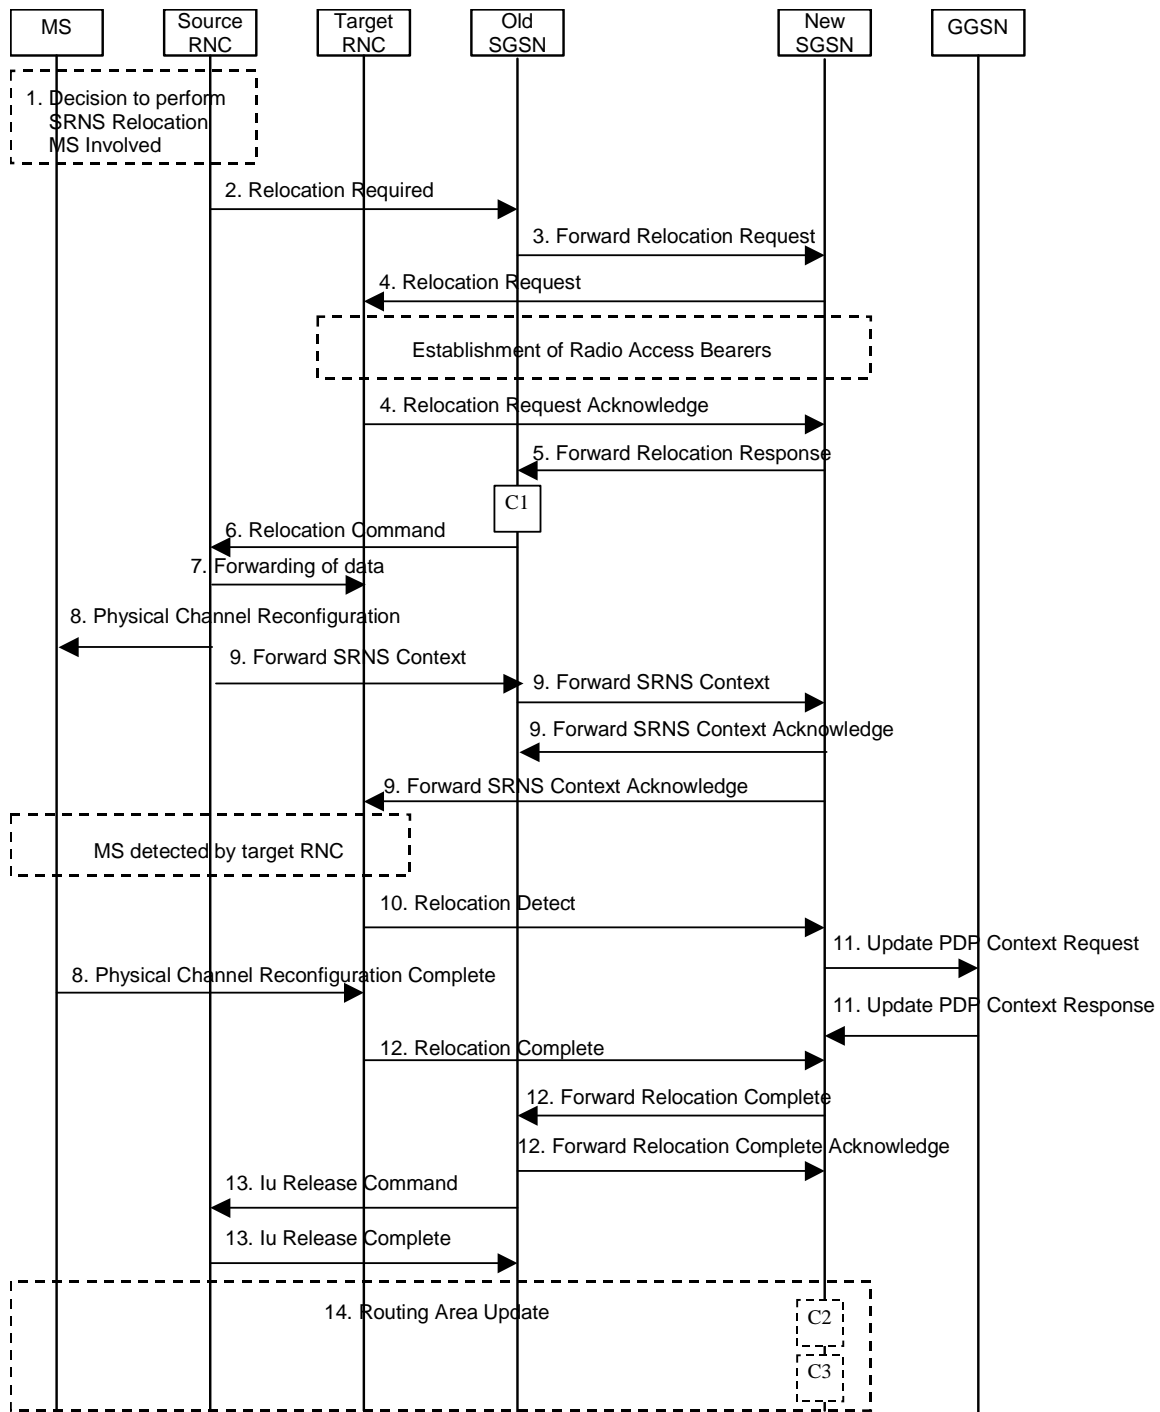 MS
Source
RNC
Target
RNC
Old
SGSN
New
SGSN
GGSN
1. Decision to perform
SRNS Relocation
MS Involved
2. Relocation Required
3. Forward Relocation Request
4. Relocation Request
Establishment of Radio Access Bearers
4. Relocation Request Acknowledge
5. Forward Relocation Response
C1
6. Relocation Command
7. Forwarding of data
8. Physical Channel Reconfiguration
9. Forward SRNS Context
9. Forward SRNS Context
9. Forward SRNS Context Acknowledge
9. Forward SRNS Context Acknowledge
MS detected by target RNC
10. Relocation Detect
11. Update PDP Context Request
8. Physical Channel Reconfiguration Complete
11. Update PDP Context Response
12. Relocation Complete
12. Forward Relocation Complete
12. Forward Relocation Complete Acknowledge
13. Iu Release Command
13. Iu Release Complete
14. Routing Area Update
C2
C3